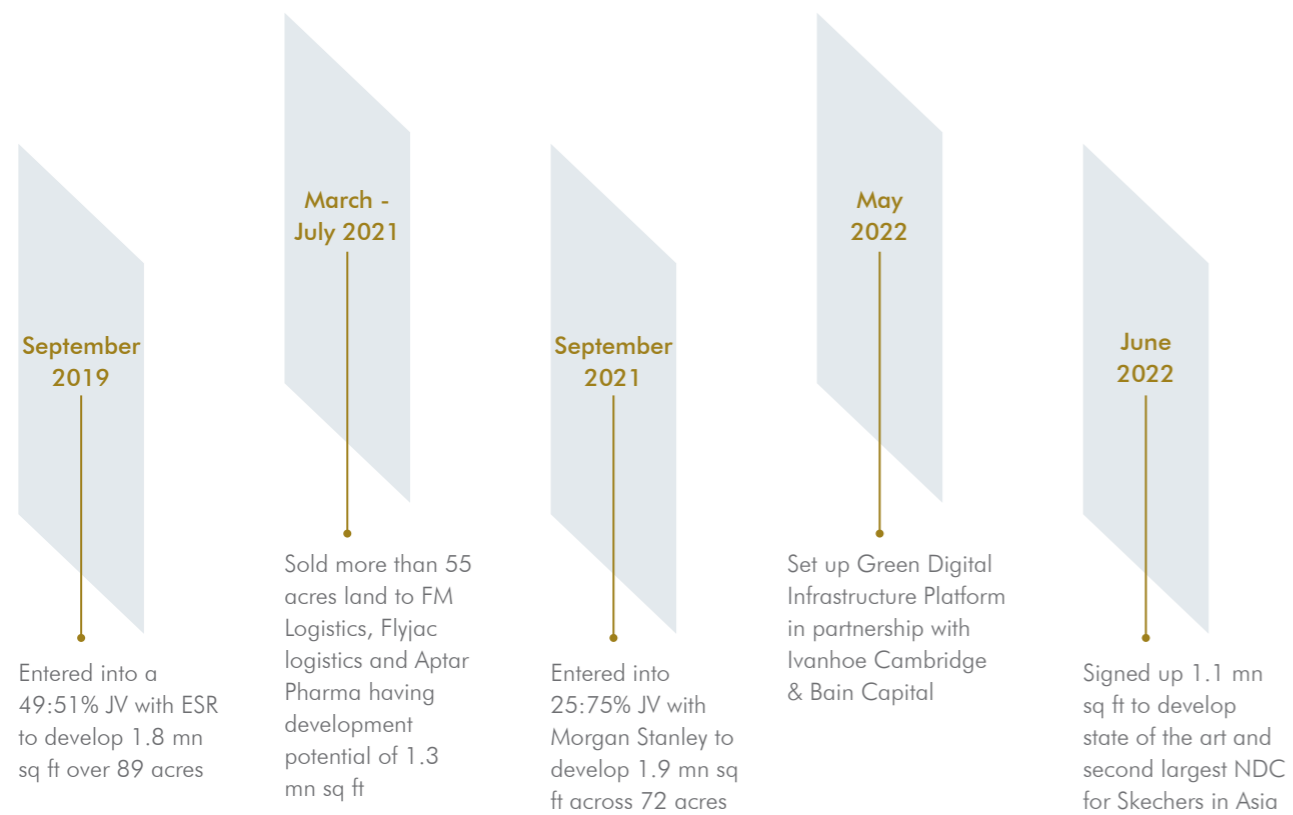 September
2019
Entered into a
49:51% JV with ESR
to develop 1.8 mn
sq ft over 89 acres
March -
July 2021
Sold more than 55
acres land to FM
Logistics, Flyjac
logistics and Aptar
Pharma having
development
potential of 1.3
mn sq ft
September
2021
Entered into
25:75% JV with
Morgan Stanley to
develop 1.9 mn sq
ft across 72 acres
May
2022
Set up Green Digital
Infrastructure Platform
in partnership with
Ivanhoe Cambridge
& Bain Capital
June
2022
Signed up 1.1 mn
sq ft to develop
state of the art and
second largest NDC
for Skechers in Asia